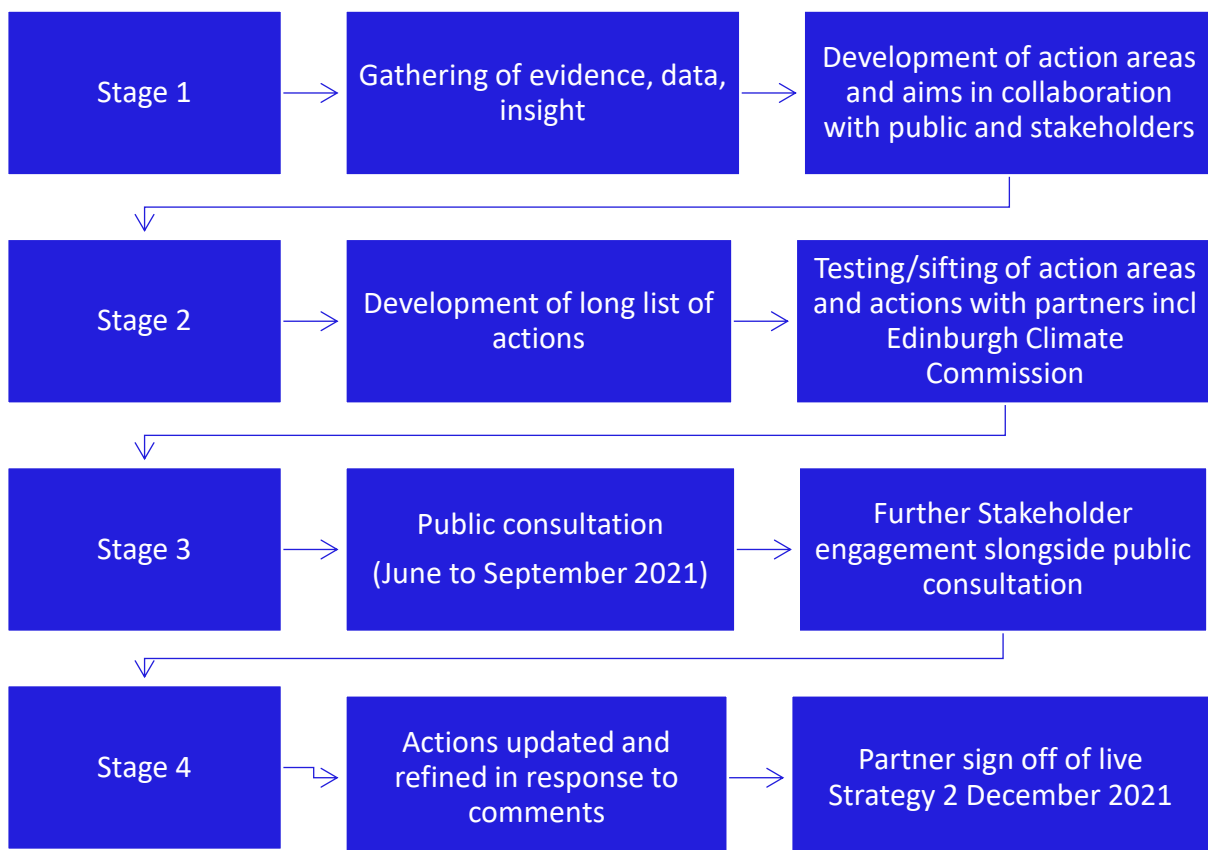 Stage 1
Gathering of evidence, data,
insight
Development of action areas
and aims in collaboration
with public and stakeholders
Stage 2
Development of long list of
actions
Testing/sifting of action areas
and actions with partners incl
Edinburgh Climate
Commission
Stage 3
Public consultation
(June to September 2021)
Further Stakeholder
engagement slongside public
consultation
Stage 4
Actions updated and
refined in response to
comments
Partner sign off of live
Strategy 2 December 2021